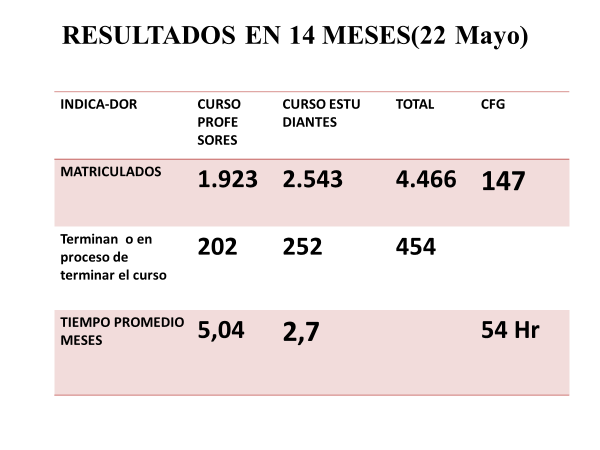 RESULTADOS EN 14 MESES(22 Mayo)
INDICA-DOR
CURSO
PROFE
SORES
CURSO ESTU
DIANTES
TOTAL
CFG
MATRICULADOS
1.923
2.543
4.466
147
Terminan o en
proceso de
terminar el curso
202
252
454
TIEMPO PROMEDIO
MESES
5,04
2,7
54 Hr